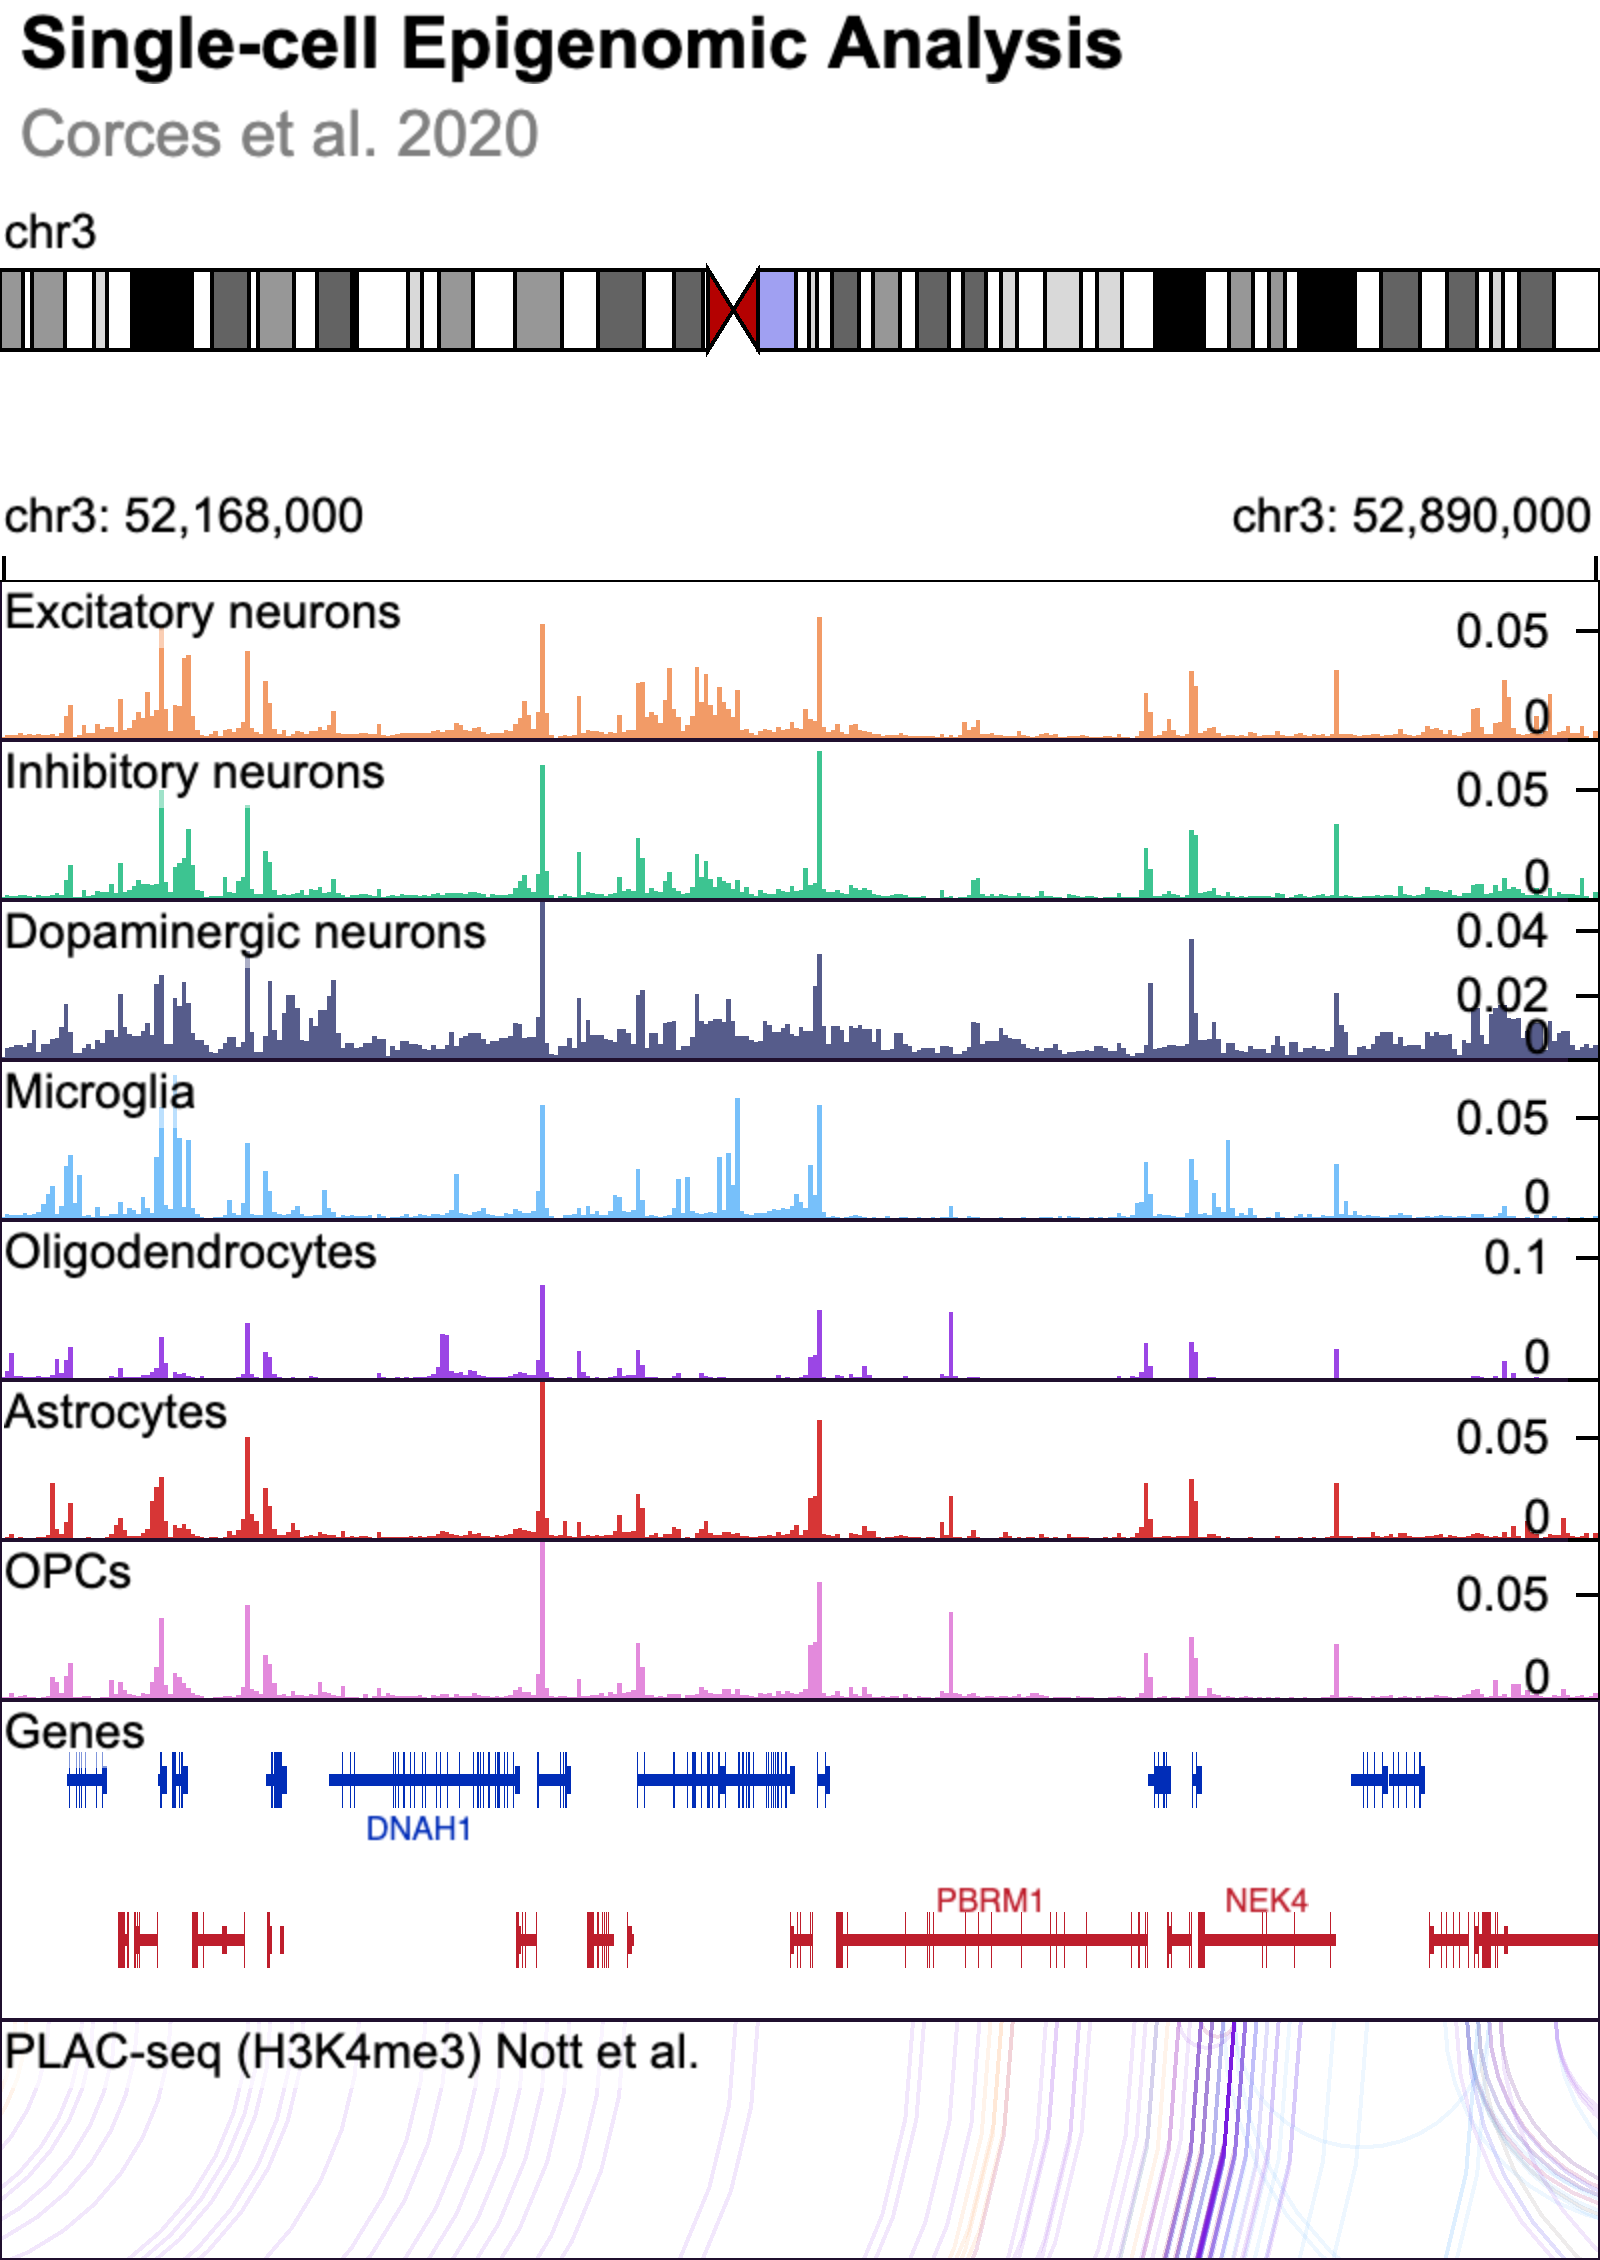 Single-cell Epigenomic Analysis
Corces et al. 2020
chr3
chr3: 52,168,000 chr3: 52,890,000
Excitatory neurons 0.05
0
Inhibitory neurons 0.05
0
Dopaminergic neurons 0.04
0.02
0
Microglia 0.05
0
Oligodendrocytes 0.1
0
Astrocytes 0.05
0
OPCs 0.05
0
Genes
DNAH1
PBRM1 NEK4
PLAC-seq (H3K4me3) Nott et al.